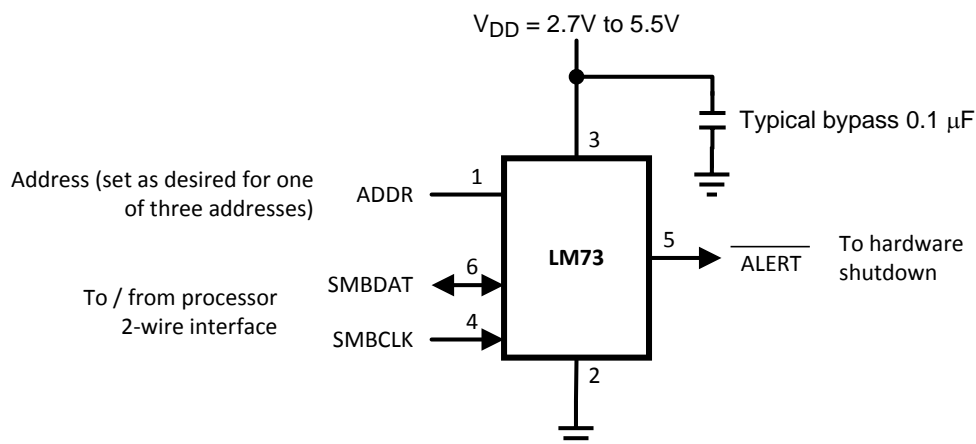 V_DD = 2.7V to 5.5V
Typical bypass 0.1 μF
3
Address (set as desired for one
of three addresses)
ADDR
1
LM73
5
ALERT
To hardware
shutdown
To / from processor
2-wire interface
SMBDAT
6
SMBCLK
4
2